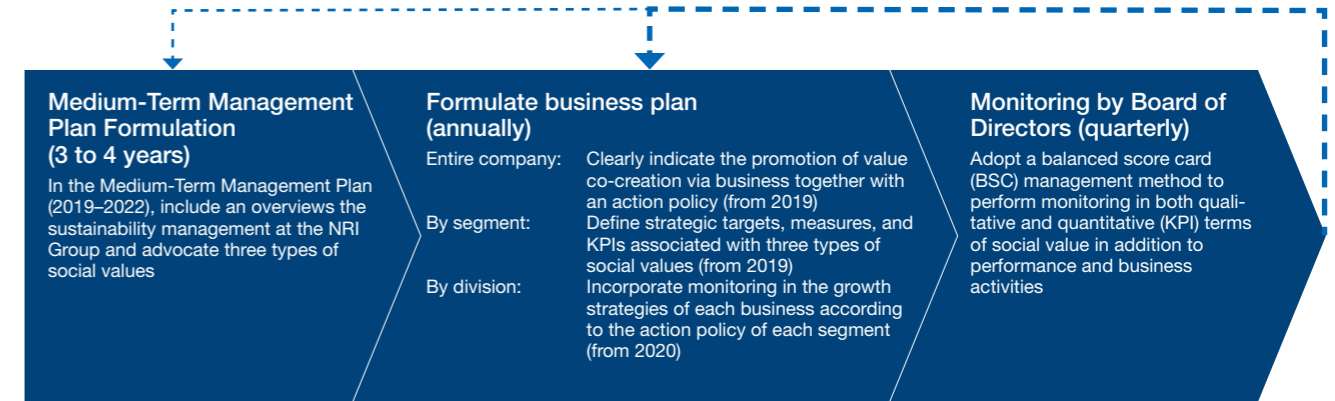 Medium-Term Management
Plan Formulation
(3 to 4 years)
In the Medium-Term Management Plan
(2019–2022), include an overviews the
sustainability management at the NRI
Group and advocate three types of
social values
Formulate business plan
(annually)
Entire company: Clearly indicate the promotion of value
co-creation via business together with
an action policy (from 2019)
By segment: Define strategic targets, measures, and
KPIs associated with three types of
social values (from 2019)
By division: Incorporate monitoring in the growth
strategies of each business according
to the action policy of each segment
(from 2020)
Monitoring by Board of
Directors (quarterly)
Adopt a balanced score card
(BSC) management method to
perform monitoring in both quali-
tative and quantitative (KPI) terms
of social value in addition to
performance and business
activities